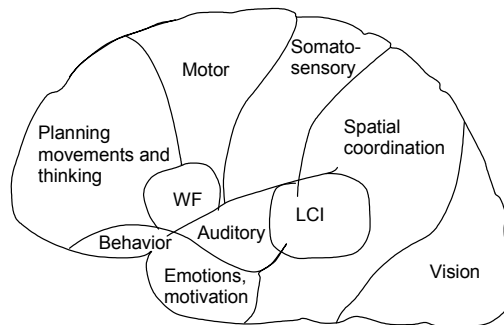 Somato-
sensory
Motor
Planning
movements and
thinking
Spatial
coordination
WF
LCI
Auditory
Behavior
Emotions,
motivation
Vision